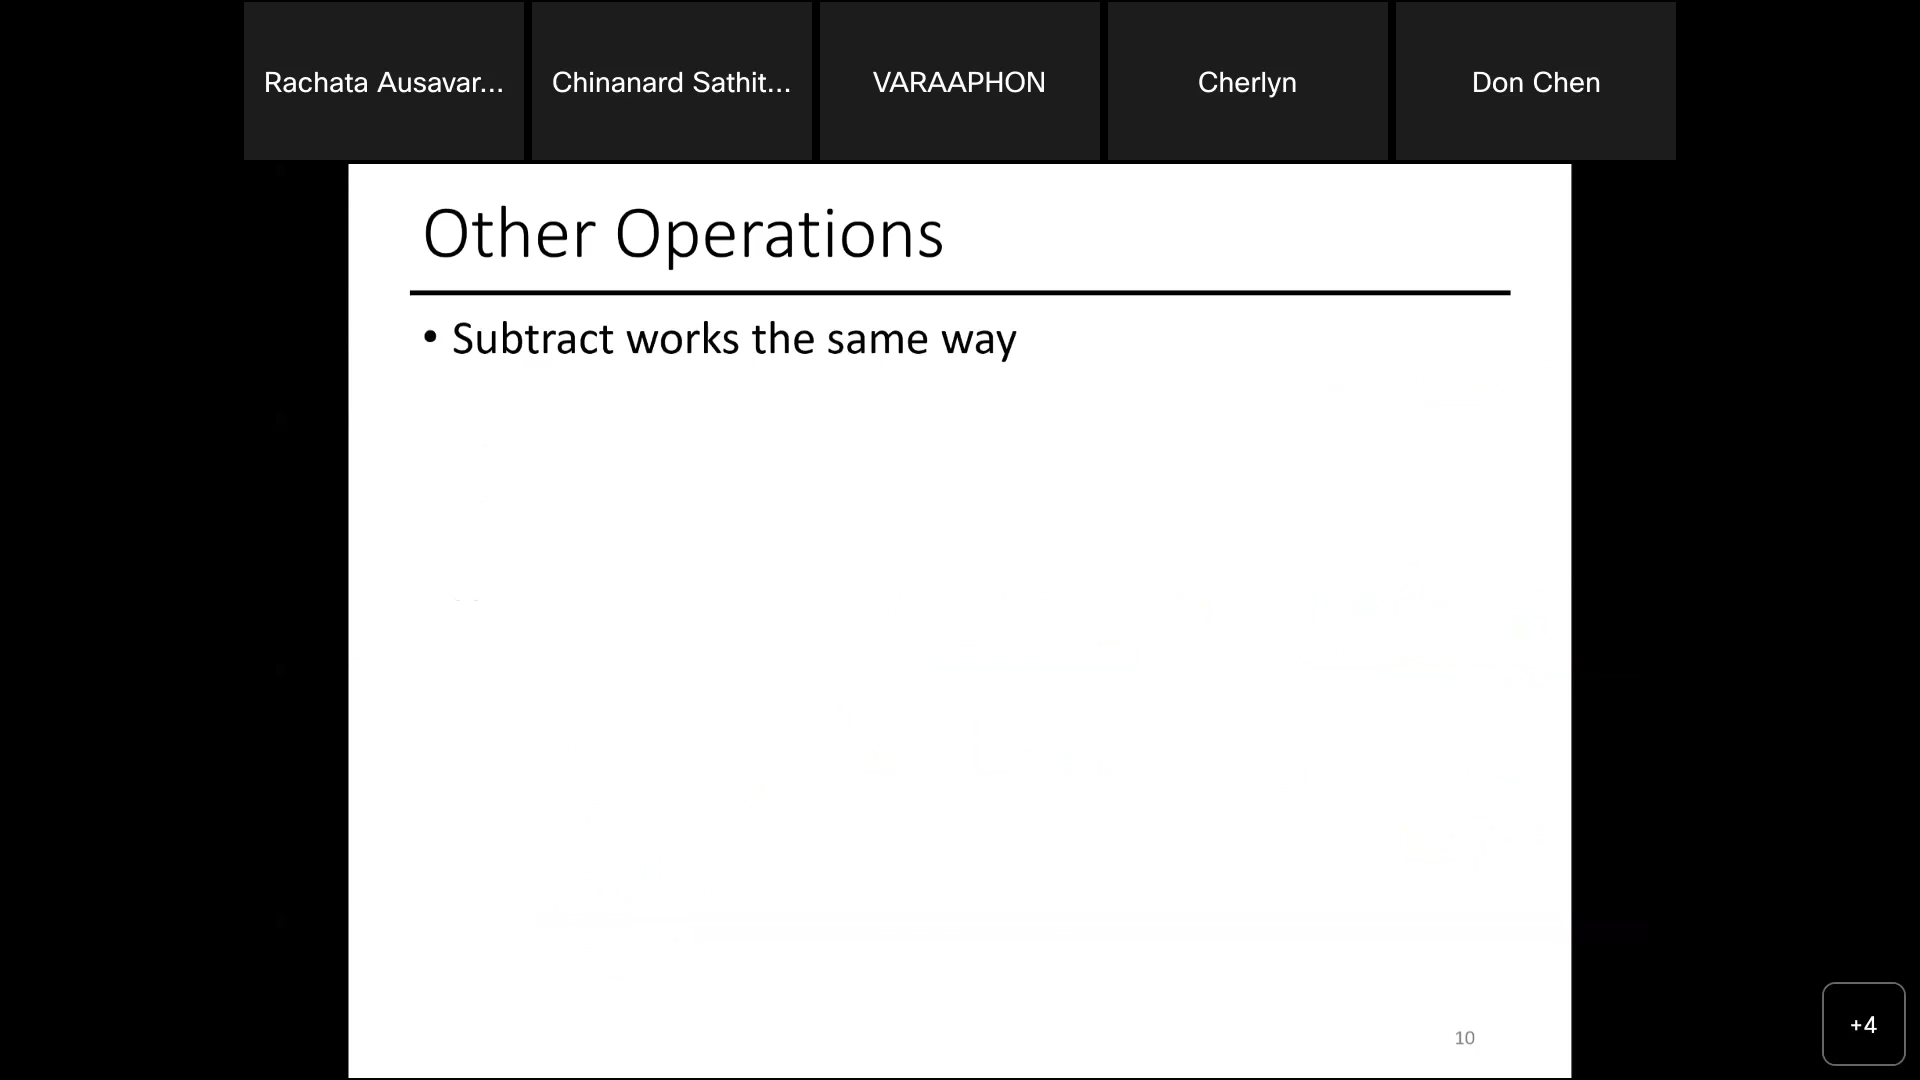 Rachata Ausavar...
Chinanard Sathit...
VARAAPHON
Cherlyn
Don Chen
Other Operations
• Subtract works the same way
10
+4